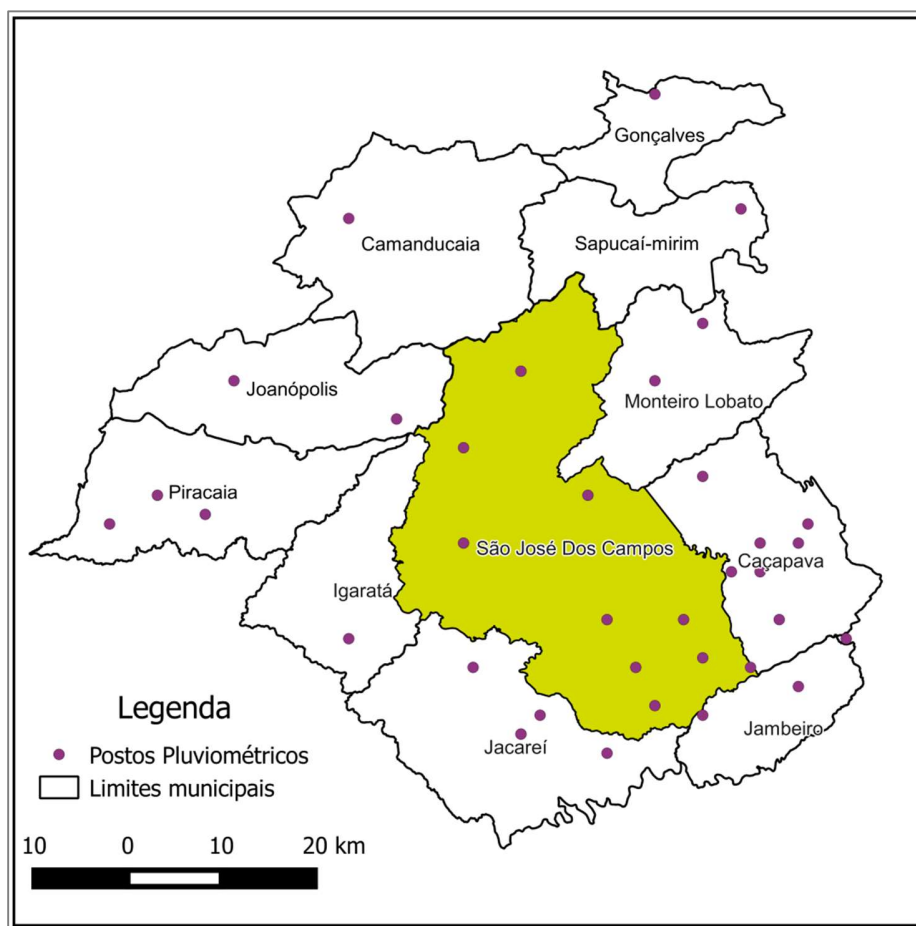 Gonçalves
Camanducaia
Sapucaí-mirim
Joanópolis
Monteiro Lobato
Piracaia
São José Dos Campos
Caçapava
Igaratá
Legenda
Jambeiro
Jacareí
Postos Pluviométricos
Limites municipais
10 0 10 20 km